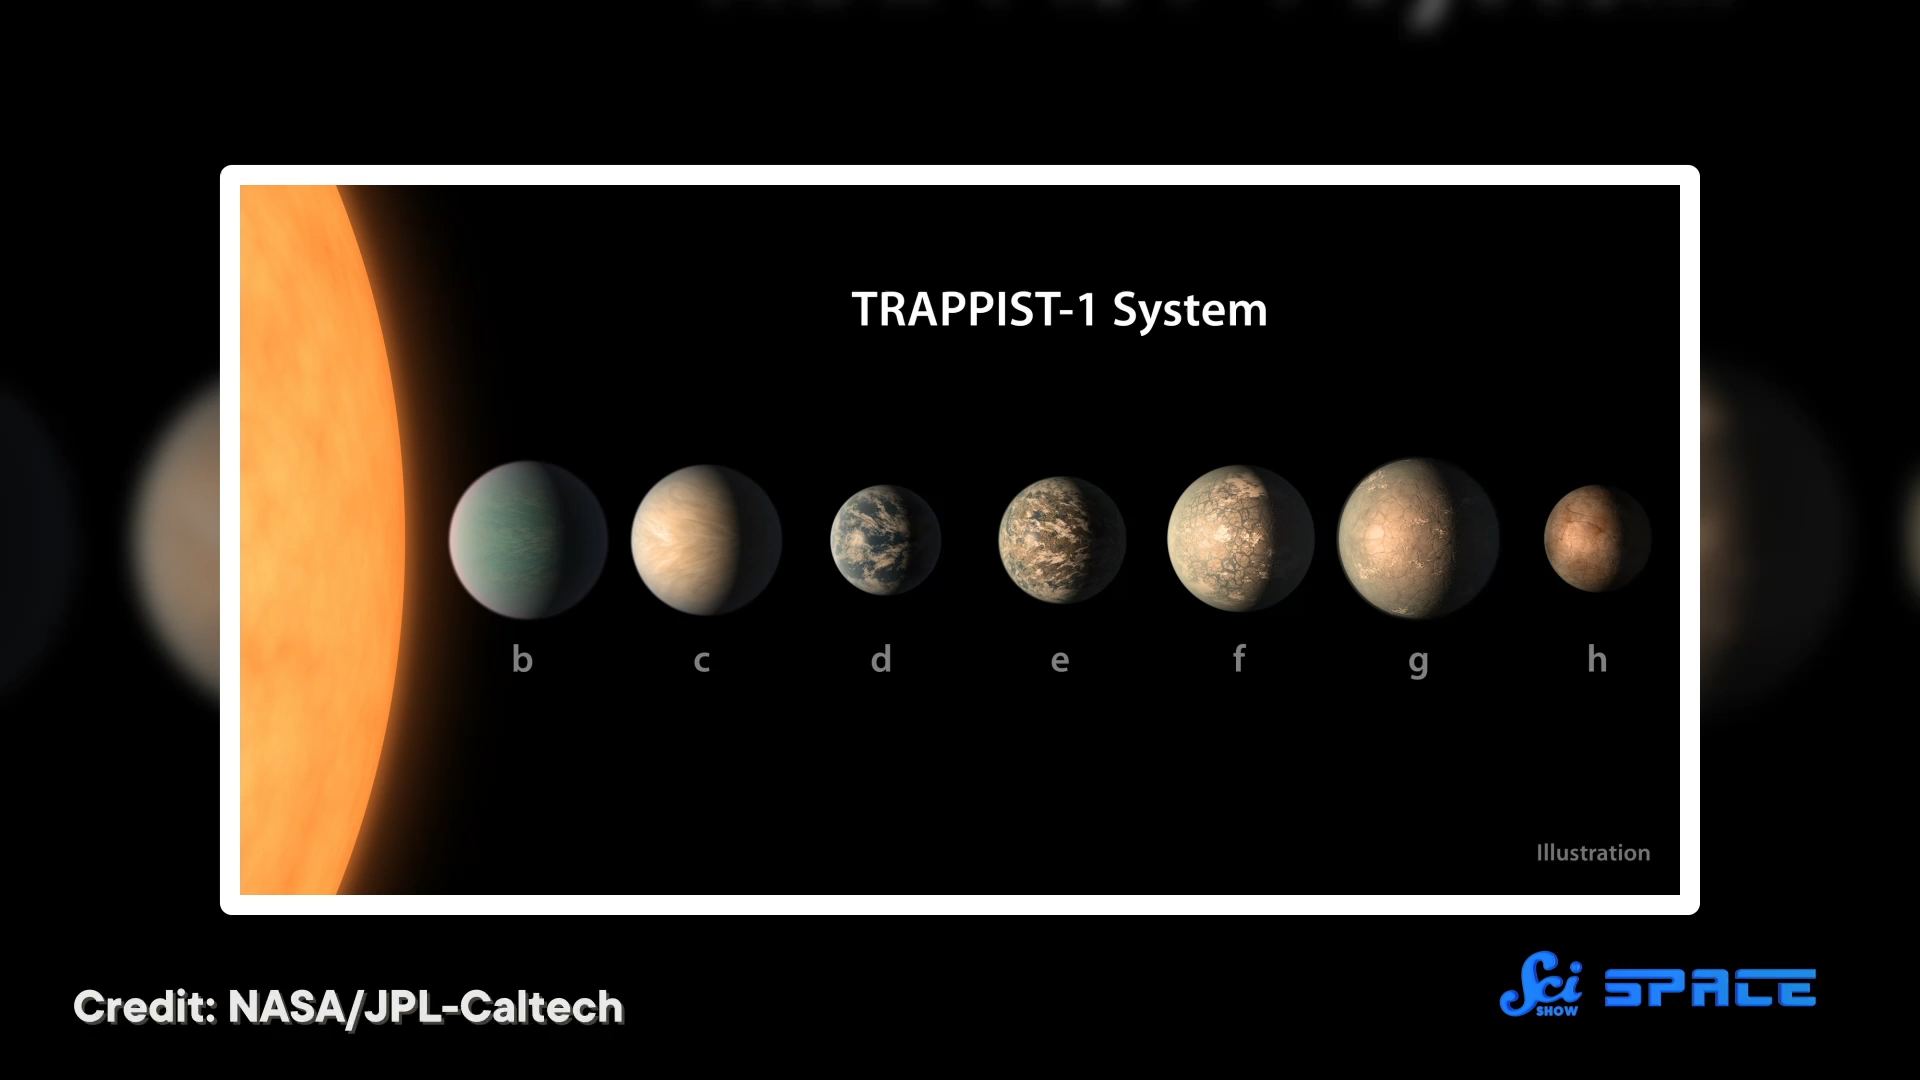 TRAPPIST-1 System
b c d e f g h
Illustration
Credit: NASA/JPL-Caltech
Sci SHOW SPACE